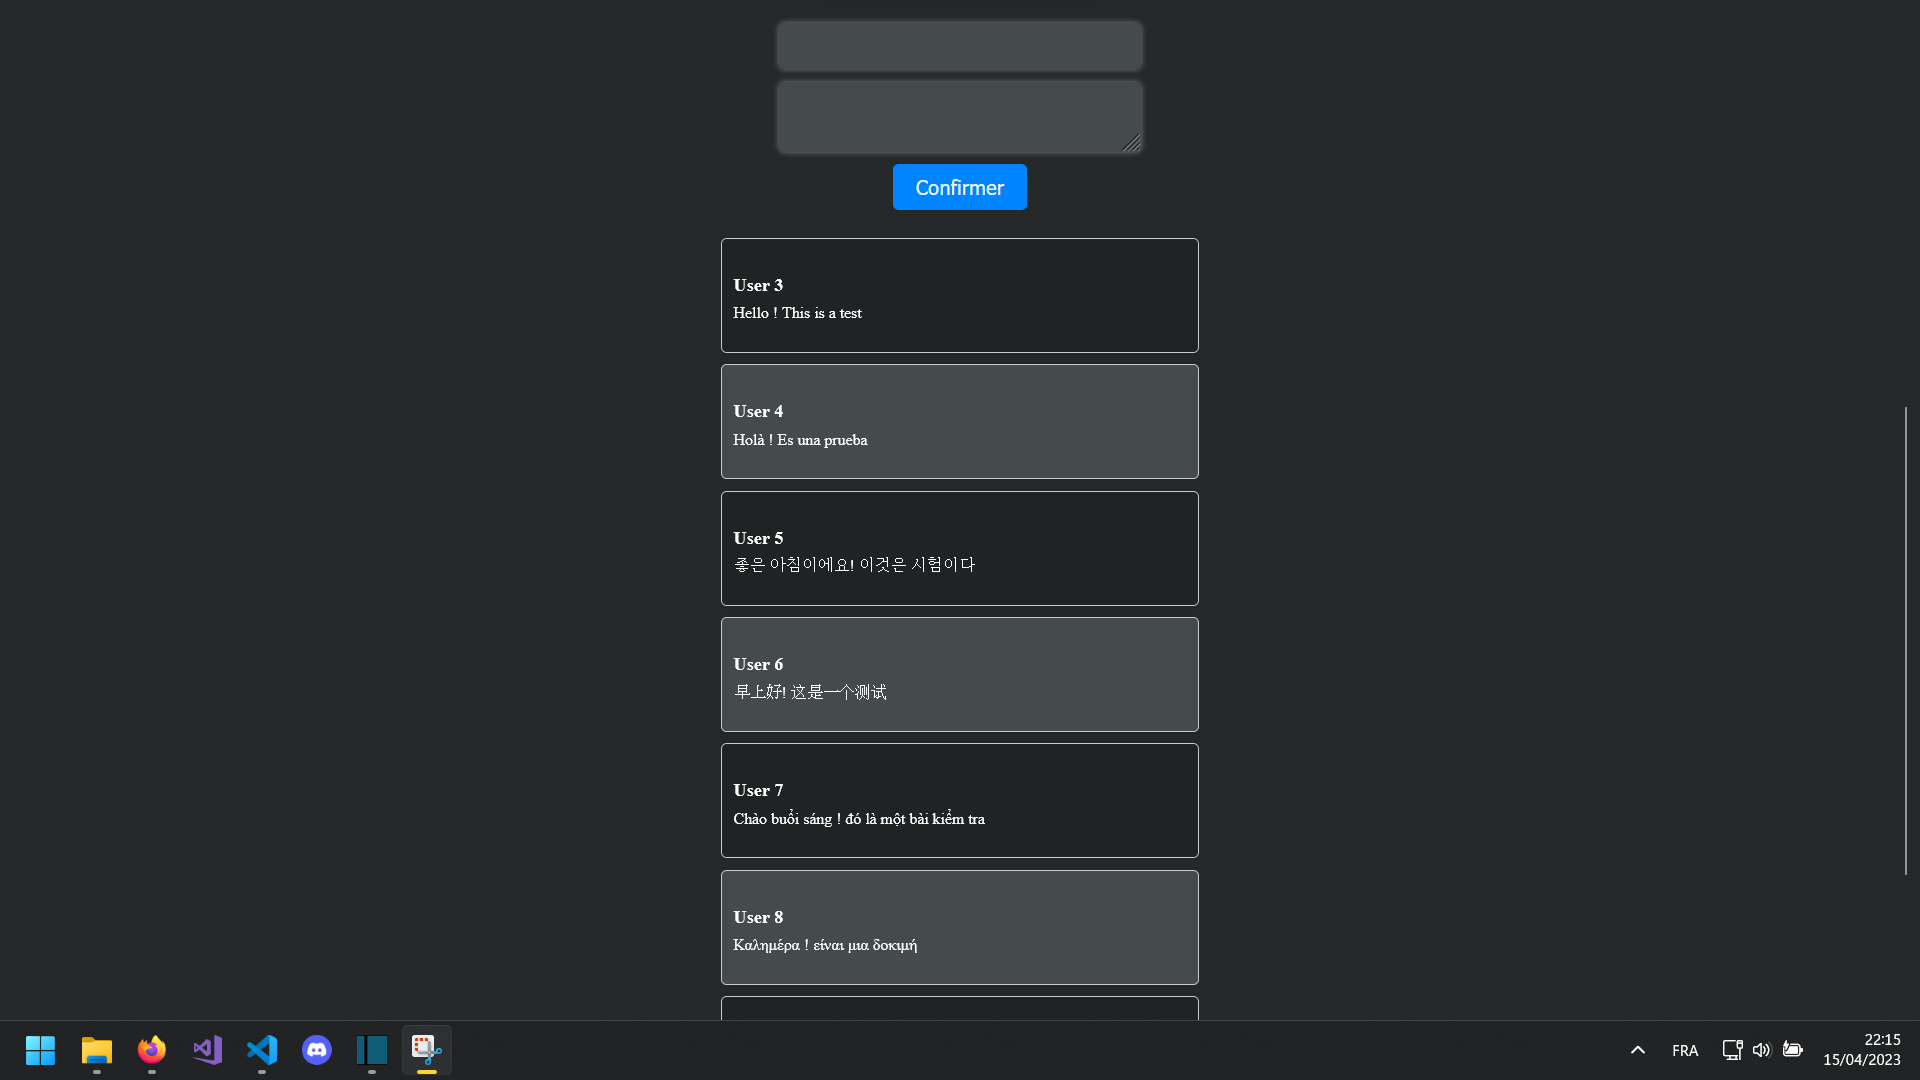 Confirmer
User 3
Hello ! This is a test
User 4
Holà ! Es una prueba
User 5
좋은 아침이에요! 이것은 시험이다
User 6
早上好! 这是一个测试
User 7
Chào buổi sáng ! đó là một bài kiểm tra
User 8
Καλημέρα ! είναι μια δοκιμή
FRA
22:15
15/04/2023